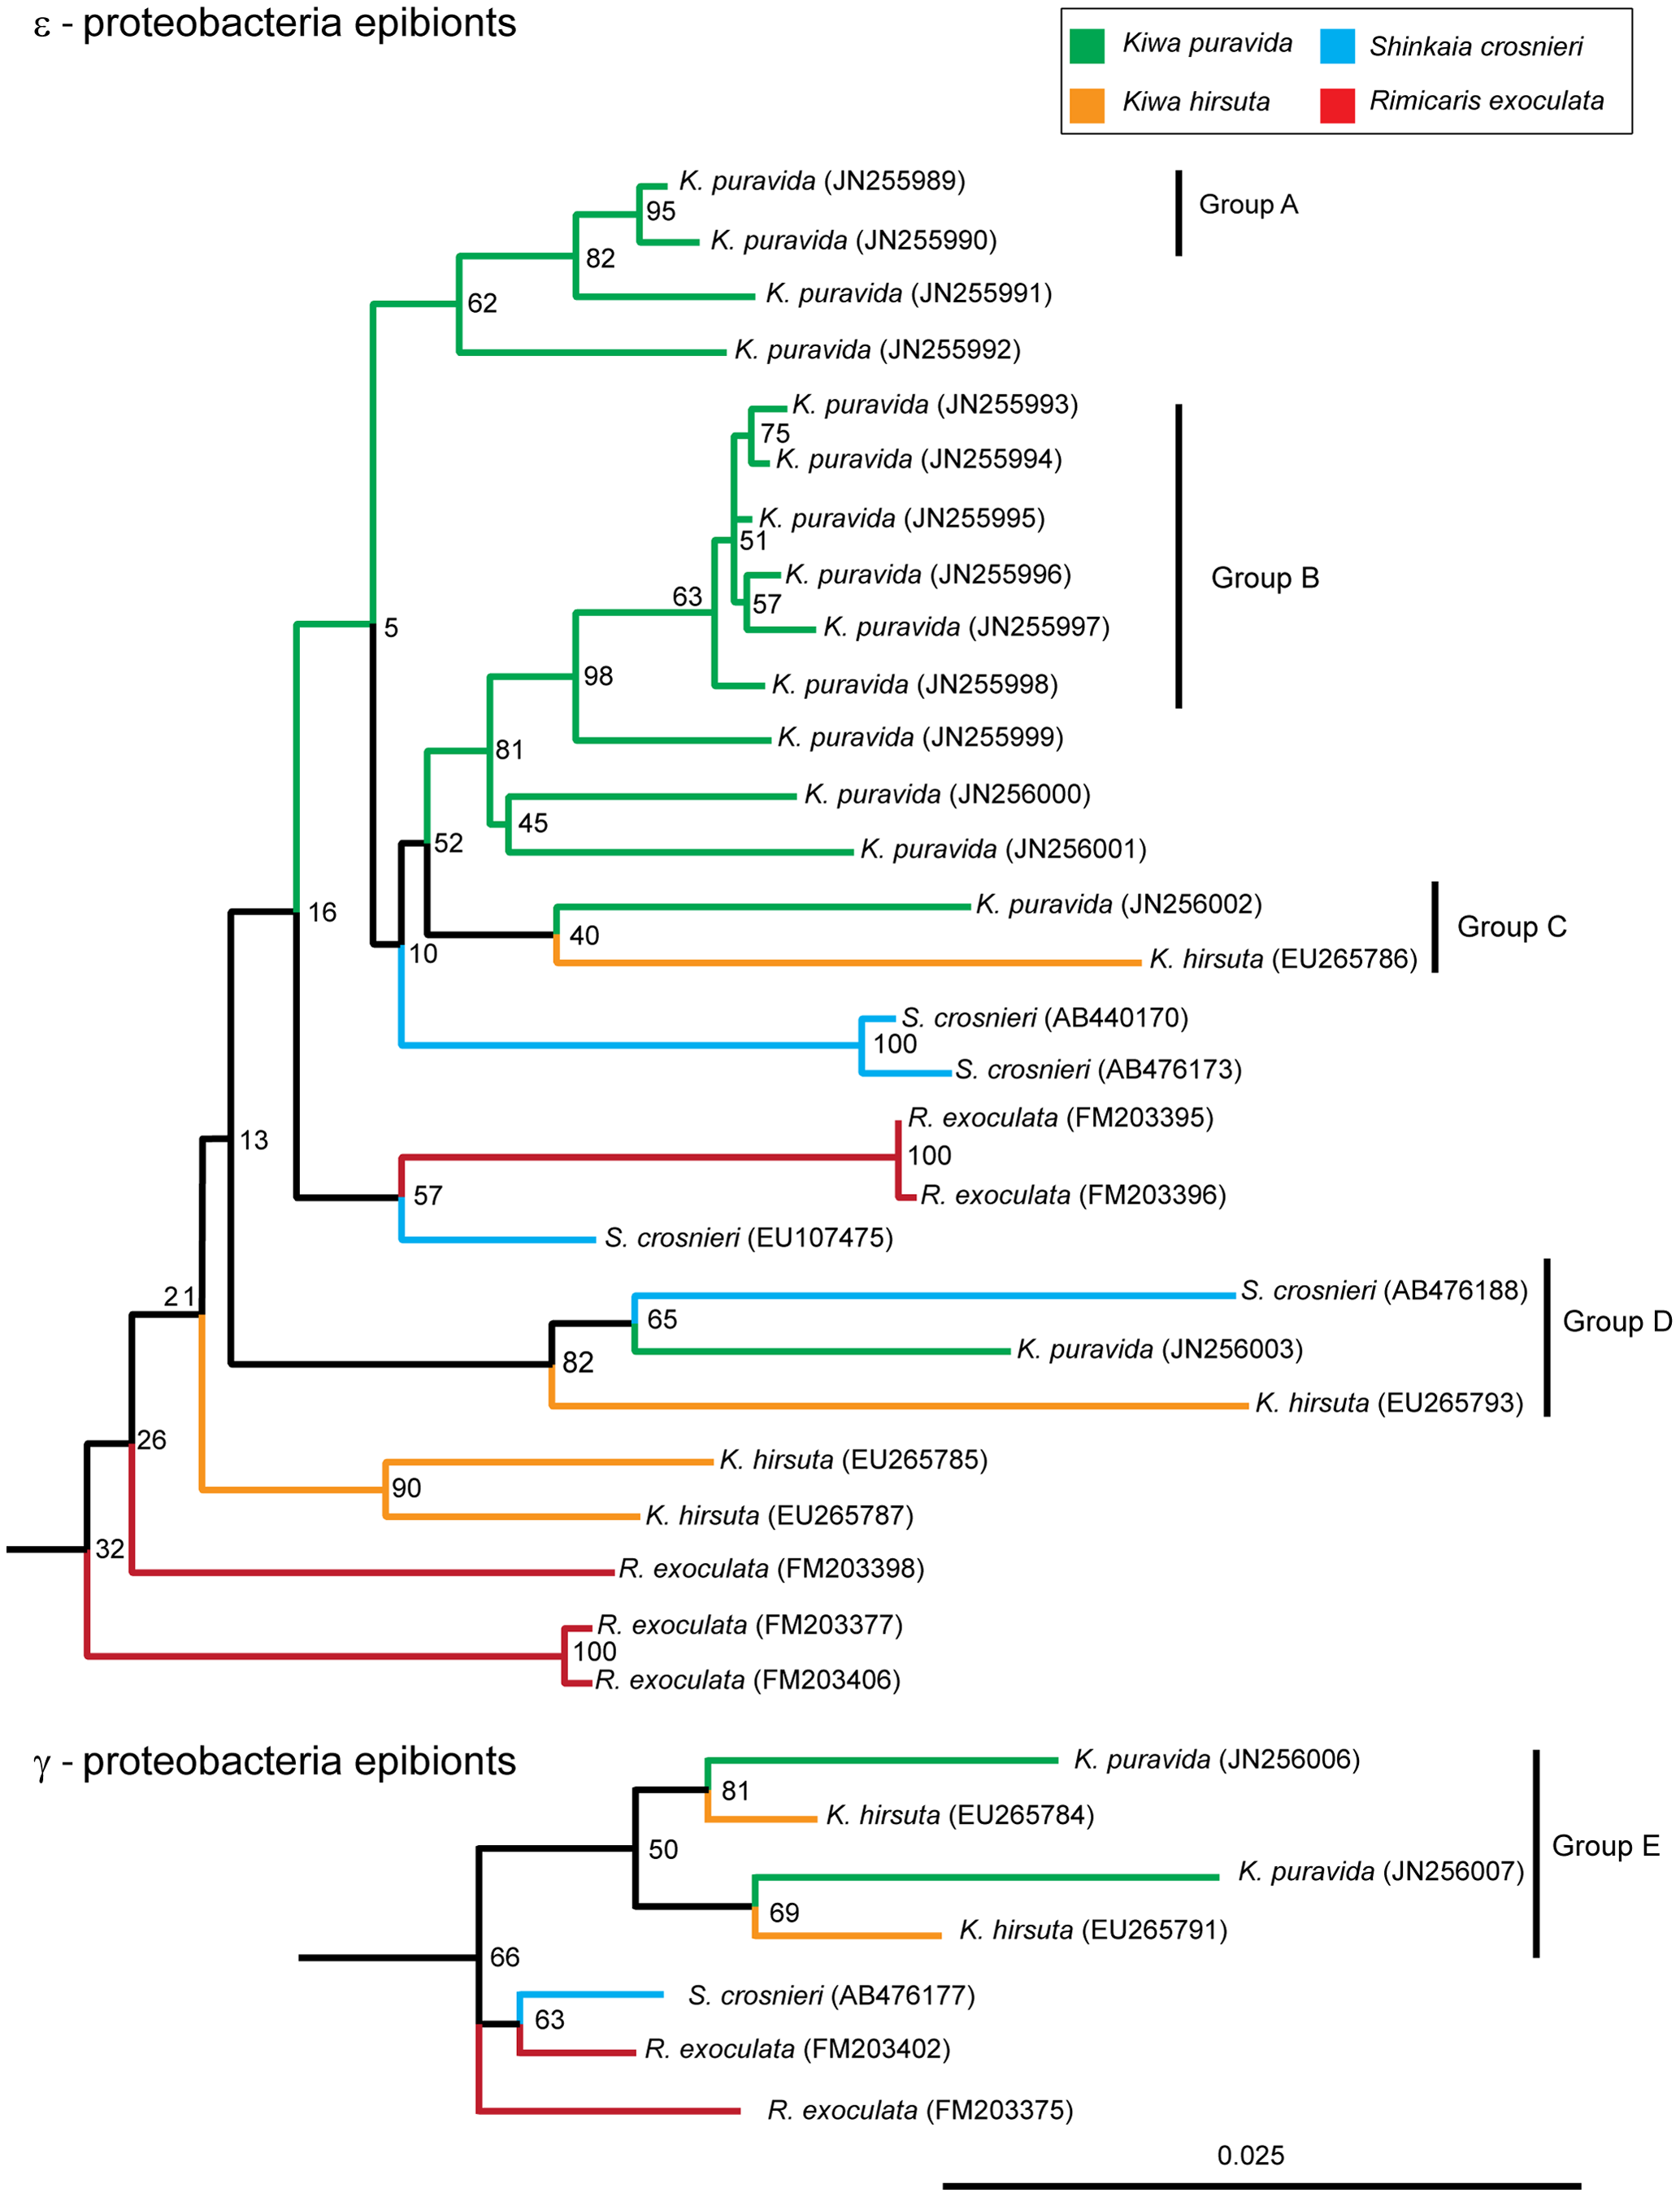 ε - proteobacteria epibionts
Kiwa puravida
Shinkaia crosnieri
Kiwa hirsuta
Rimicaris exoculata
K. puravida (JN255989)
95
Group A
K. puravida (JN255990)
82
K. puravida (JN255991)
62
K. puravida (JN255992)
K. puravida (JN255993)
75
K. puravida (JN255994)
K. puravida (JN255995)
51
K. puravida (JN255996)
Group B
63
57
K. puravida (JN255997)
5
98
K. puravida (JN255998)
K. puravida (JN255999)
81
K. puravida (JN256000)
45
52
K. puravida (JN256001)
K. puravida (JN256002)
16
40
Group C
10
K. hirsuta (EU265786)
S. crosnieri (AB440170)
100
S. crosnieri (AB476173)
R. exoculata (FM203395)
13
100
57
R. exoculata (FM203396)
S. crosnieri (EU107475)
21
S. crosnieri (AB476188)
65
Group D
K. puravida (JN256003)
82
K. hirsuta (EU265793)
26
K. hirsuta (EU265785)
90
K. hirsuta (EU265787)
32
R. exoculata (FM203398)
R. exoculata (FM203377)
100
R. exoculata (FM203406)
γ - proteobacteria epibionts
K. puravida (JN256006)
81
K. hirsuta (EU265784)
50
Group E
K. puravida (JN256007)
69
K. hirsuta (EU265791)
66
S. crosnieri (AB476177)
63
R. exoculata (FM203402)
R. exoculata (FM203375)
0.025